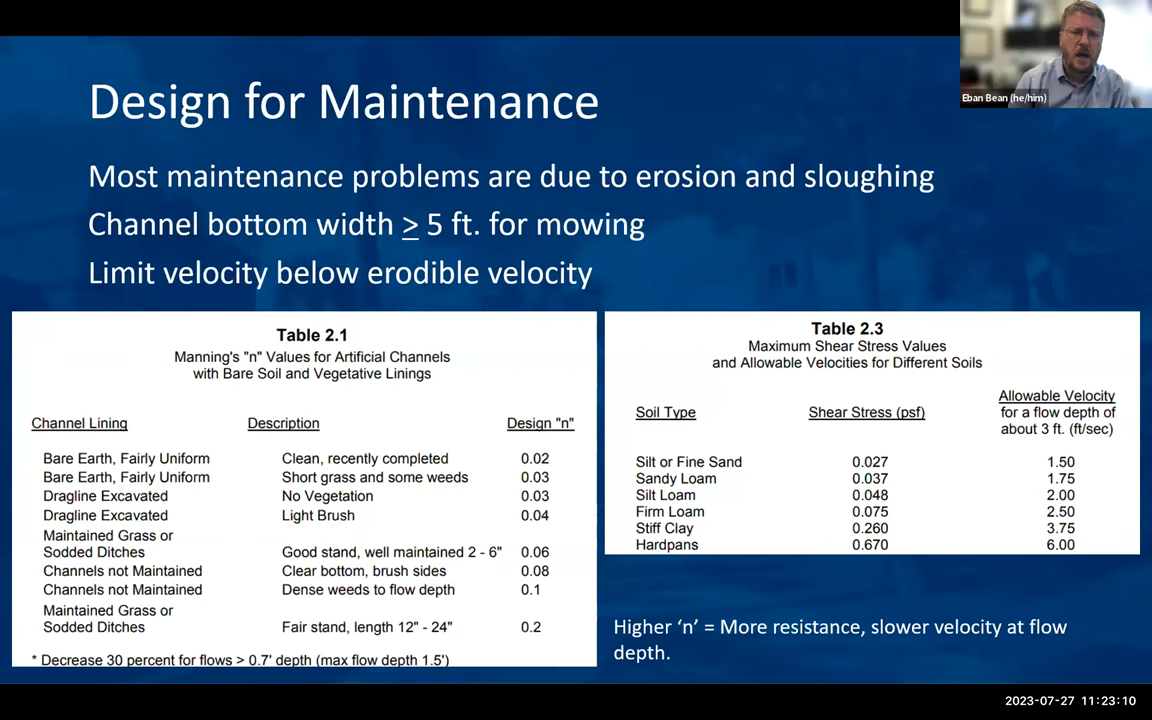 Eban Bean (he/him)
Design for Maintenance
Most maintenance problems are due to erosion and sloughing
Channel bottom width > 5 ft. for mowing
Limit velocity below erodible velocity
Table 2.1
Manning's "n" Values for Artificial Channels
with Bare Soil and Vegetative Linings
Channel Lining Description Design "n"
Bare Earth, Fairly Uniform Clean, recently completed 0.02
Bare Earth, Fairly Uniform Short grass and some weeds 0.03
Dragline Excavated No Vegetation 0.03
Dragline Excavated Light Brush 0.04
Maintained Grass or
Sodded Ditches Good stand, well maintained 2 - 6" 0.06
Channels not Maintained Clear bottom, brush sides 0.08
Channels not Maintained Dense weeds to flow depth 0.1
Maintained Grass or
Sodded Ditches Fair stand, length 12" - 24" 0.2
* Decrease 30 percent for flows > 0.7' depth (max flow depth 1.5')
Table 2.3
Maximum Shear Stress Values
and Allowable Velocities for Different Soils
Allowable Velocity
Soil Type Shear Stress (psf) for a flow depth of
about 3 ft. (ft/sec)
Silt or Fine Sand 0.027 1.50
Sandy Loam 0.037 1.75
Silt Loam 0.048 2.00
Firm Loam 0.075 2.50
Stiff Clay 0.260 3.75
Hardpans 0.670 6.00
Higher ‘n’ = More resistance, slower velocity at flow
depth.
2023-07-27 11:23:10